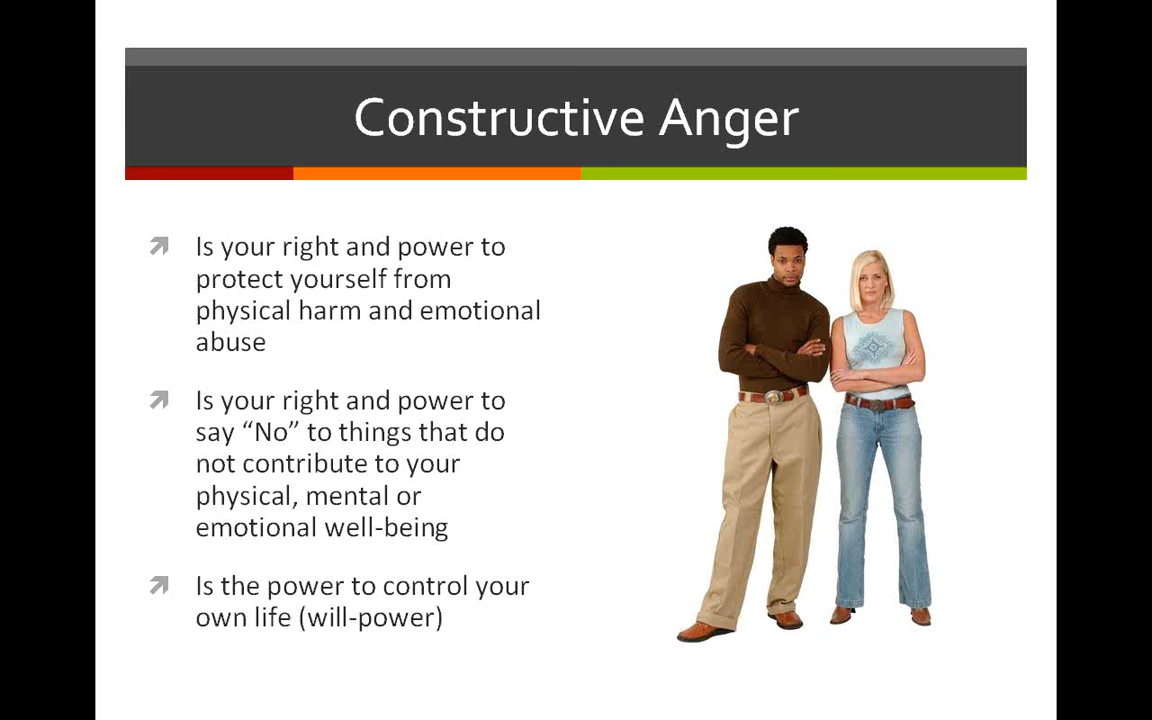 Constructive Anger
Is your right and power to
protect yourself from
physical harm and emotional
abuse
Is your right and power to
say “No” to things that do
not contribute to your
physical, mental or
emotional well-being
Is the power to control your
own life (will-power)